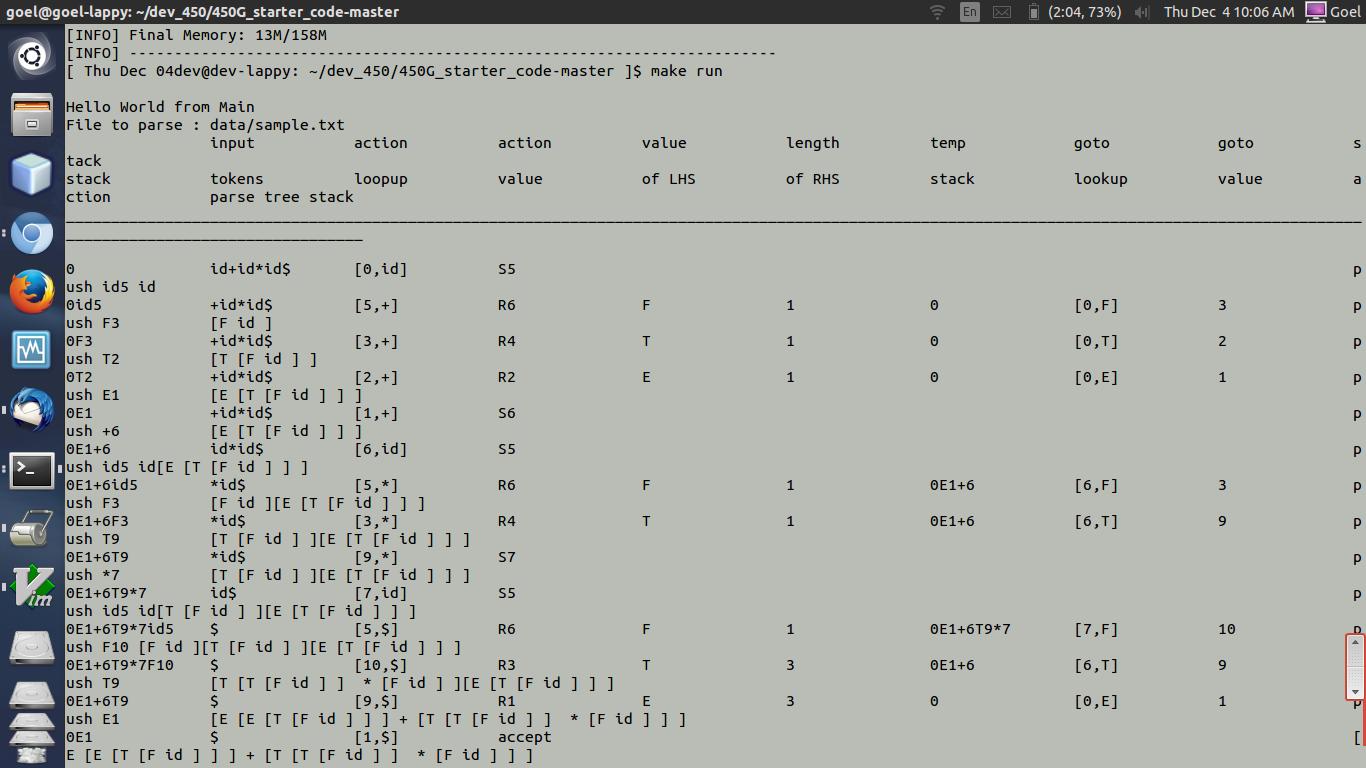 goel@goel-lappy: ~/dev_450/450G_starter_code-master En (2:04, 73%) Thu Dec 4 10:06 AM Goel
[INFO] Final Memory: 13M/158M
[INFO] ------------------------------------------------------------------------
[ Thu Dec 04dev@dev-lappy: ~/dev_450/450G_starter_code-master ]$ make run
Hello World from Main
File to parse : data/sample.txt
                input           action          action          value           length          temp            goto            goto           s
tack
stack           tokens          loopup          value           of LHS          of RHS          stack           lookup          value          a
ction           parse tree stack
________________________________________________________________________________________________________________________________________________
_________________________________
0               id+id*id$       [0,id]          S5                                                                                             p
ush id5 id
0id5            +id*id$         [5,+]           R6              F               1               0               [0,F]           3              p
ush F3          [F id ]
0F3             +id*id$         [3,+]           R4              T               1               0               [0,T]           2              p
ush T2          [T [F id ] ]
0T2             +id*id$         [2,+]           R2              E               1               0               [0,E]           1              p
ush E1          [E [T [F id ] ] ]
0E1             +id*id$         [1,+]           S6                                                                                             p
ush +6          [E [T [F id ] ] ]
0E1+6           id*id$          [6,id]          S5                                                                                             p
ush id5 id[E [T [F id ] ] ]
0E1+6id5        *id$            [5,*]           R6              F               1               0E1+6           [6,F]           3              p
ush F3          [F id ][E [T [F id ] ] ]
0E1+6F3         *id$            [3,*]           R4              T               1               0E1+6           [6,T]           9              p
ush T9          [T [F id ] ][E [T [F id ] ] ]
0E1+6T9         *id$            [9,*]           S7                                                                                             p
ush *7          [T [F id ] ][E [T [F id ] ] ]
0E1+6T9*7       id$             [7,id]          S5                                                                                             p
ush id5 id[T [F id ] ][E [T [F id ] ] ]
0E1+6T9*7id5    $               [5,$]           R6              F               1               0E1+6T9*7       [7,F]           10             p
ush F10 [F id ][T [F id ] ][E [T [F id ] ] ]
0E1+6T9*7F10    $               [10,$]          R3              T               3               0E1+6           [6,T]           9              p
ush T9          [T [T [F id ] ]  * [F id ] ][E [T [F id ] ] ]
0E1+6T9         $               [9,$]           R1              E               3               0               [0,E]           1              p
ush E1          [E [E [T [F id ] ] ] + [T [T [F id ] ]  * [F id ] ] ]
0E1             $               [1,$]           accept                                                                                         [
E [E [T [F id ] ] ] + [T [T [F id ] ]  * [F id ] ] ]
Vim